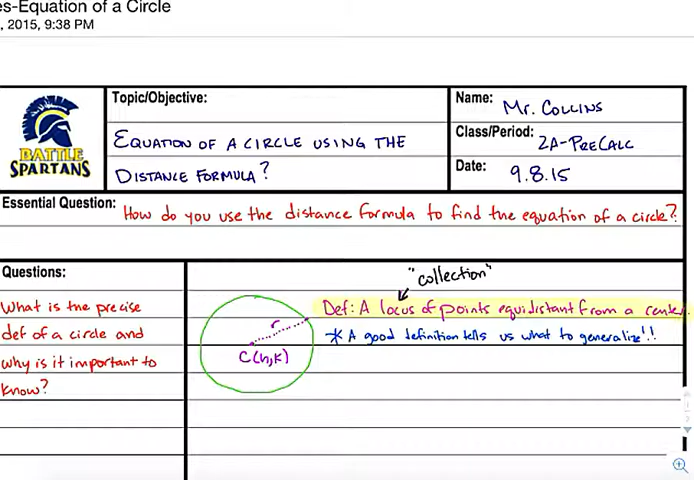 es-Equation of a Circle
, 2015, 9:38 PM
BATTLE
SPARTANS
Topic/Objective:
EQUATION OF A CIRCLE USING THE
DISTANCE FORMULA?
Name: Mr. COLLINS
Class/Period: 2A-PRECALC
Date: 9.8.15
Essential Question: How do you use the distance formula to find the equation of a circle?
Questions:
What is the precise
def of a circle and
why is it important to
know?
"collection"
Def: A locus of points equidistant from a center.
* A good definition tells us what to generalize!!
r
C(h,k)